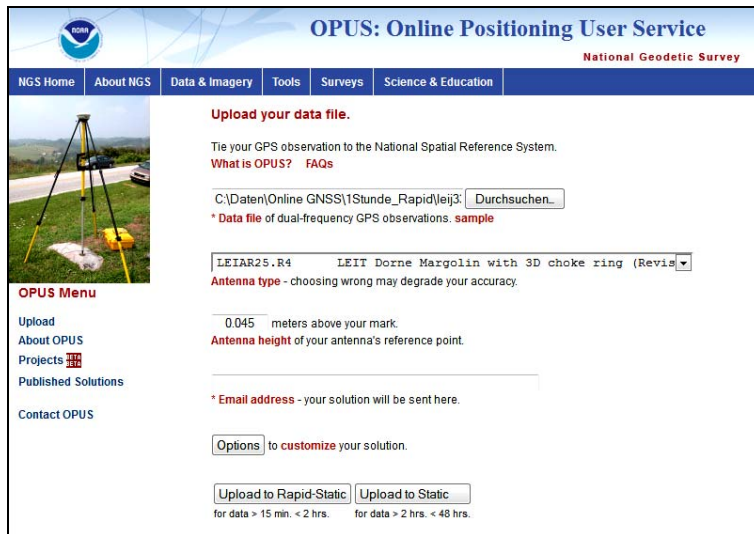 NOAA
OPUS: Online Positioning User Service
National Geodetic Survey
NGS Home About NGS Data & Imagery Tools Surveys Science & Education
Upload your data file.
Tie your GPS observation to the National Spatial Reference System.
What is OPUS? FAQs
C:\Daten\Online GNSS\1Stunde_Rapid\leij3 Durchsuchen...
* Data file of dual-frequency GPS observations. sample
LEIAR25.R4 LEIT Dorne Margolin with 3D choke ring (Revis
Antenna type - choosing wrong may degrade your accuracy.
0.045 meters above your mark.
Antenna height of your antenna's reference point.
* Email address - your solution will be sent here.
Options to customize your solution.
Upload to Rapid-Static Upload to Static
for data > 15 min. < 2 hrs. for data > 2 hrs. < 48 hrs.
OPUS Menu
Upload
About OPUS
Projects BETA BETA
Published Solutions
Contact OPUS